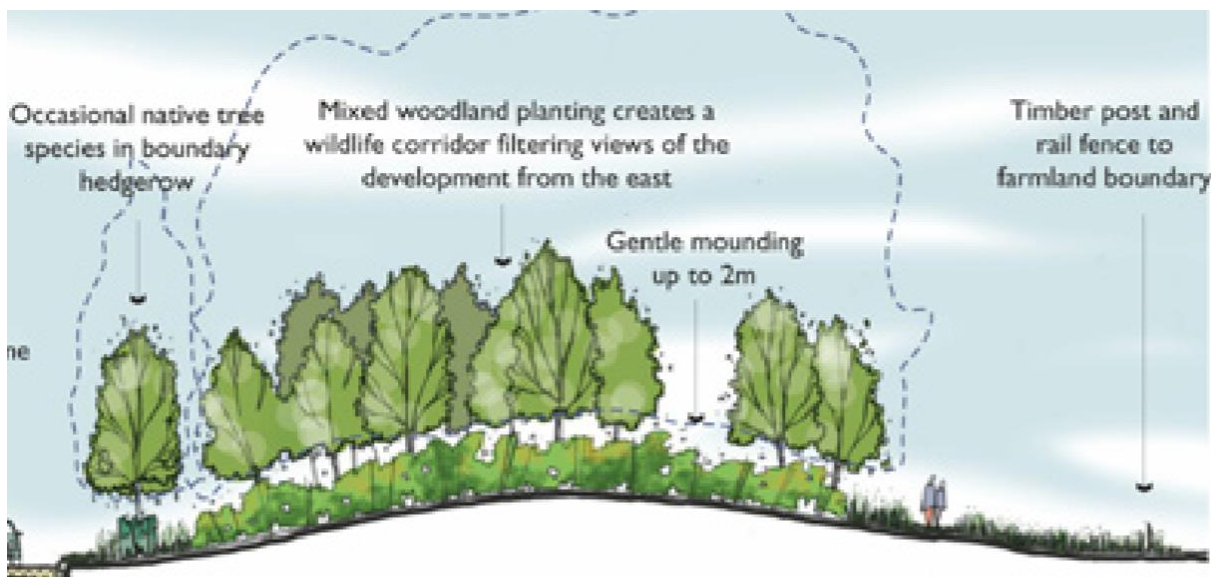 Occasional native tree
species in boundary
hedgerow
Mixed woodland planting creates a
wildlife corridor filtering views of the
development from the east
Gentle mounding
up to 2m
Timber post and
rail fence to
farmland boundary
ne